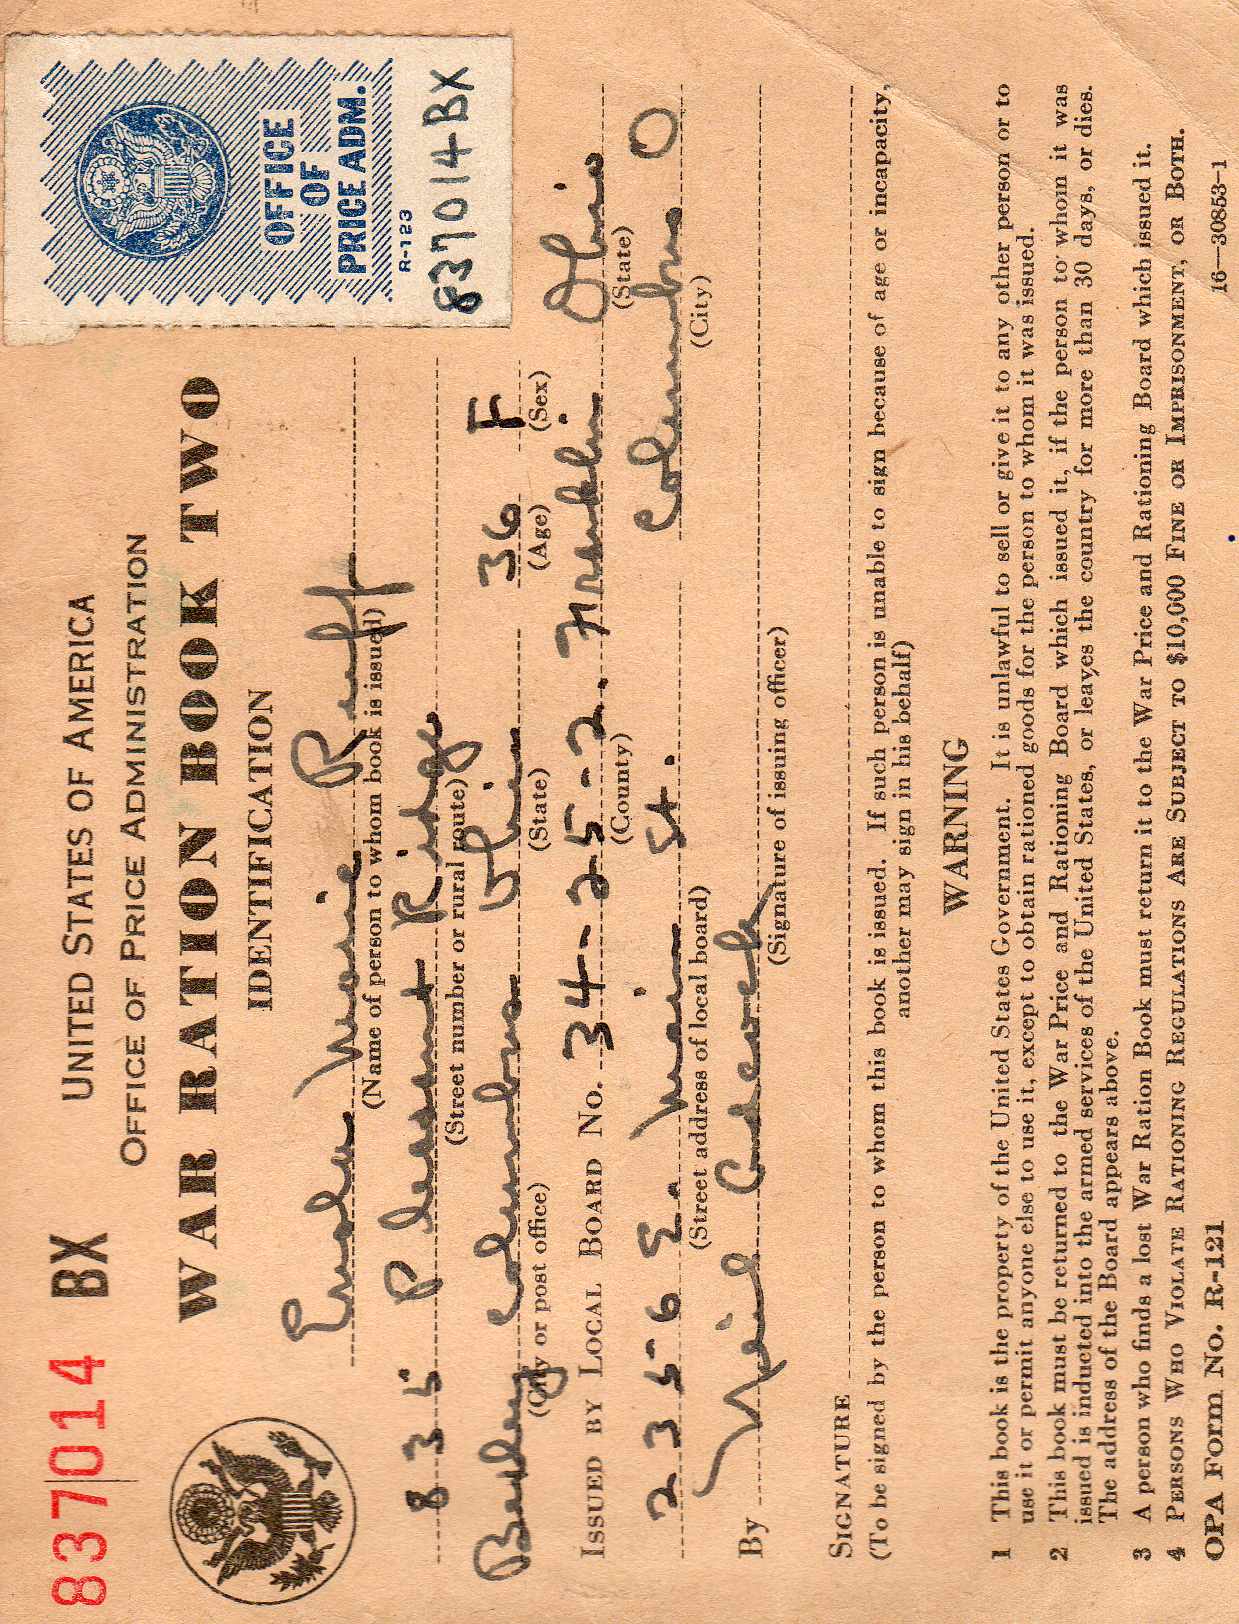 837014 BX
UNITED STATES OF AMERICA
OFFICE OF PRICE ADMINISTRATION
WAR RATION BOOK TWO
IDENTIFICATION
OFFICE
OF
PRICE ADM.
R-123
837014-BX
Marie Ruff
(Name of person to whom book is issued)
835 Pleasant Ridge
(Street number or rural route)
Bexley Columbus Ohio 36 F
(City or post office) (State) (Age) (Sex)
ISSUED BY LOCAL BOARD NO. 34-25-2. Franklin Ohio
(County) (State)
2356 E. Main St. Columbus O
(Street address of local board) (City)
By Neil
(Signature of issuing officer)
SIGNATURE
(To be signed by the person to whom this book is issued. If such person is unable to sign because of age or incapacity,
another may sign in his behalf)
WARNING
1 This book is the property of the United States Government. It is unlawful to sell or give it to any other person or to
use it or permit anyone else to use it, except to obtain rationed goods for the person to whom it was issued.
2 This book must be returned to the War Price and Rationing Board which issued it, if the person to whom it was
issued is inducted into the armed services of the United States, or leaves the country for more than 30 days, or dies.
The address of the Board appears above.
3 A person who finds a lost War Ration Book must return it to the War Price and Rationing Board which issued it.
4 PERSONS WHO VIOLATE RATIONING REGULATIONS ARE SUBJECT TO $10,000 FINE OR IMPRISONMENT, OR BOTH.
OPA Form No. R-121 16—30853-1